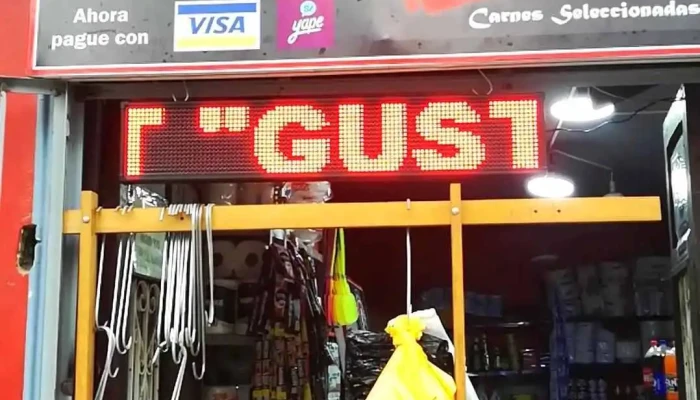 Ahora
pague con
VISA
yape
Carnes Seleccionadas
"GUST